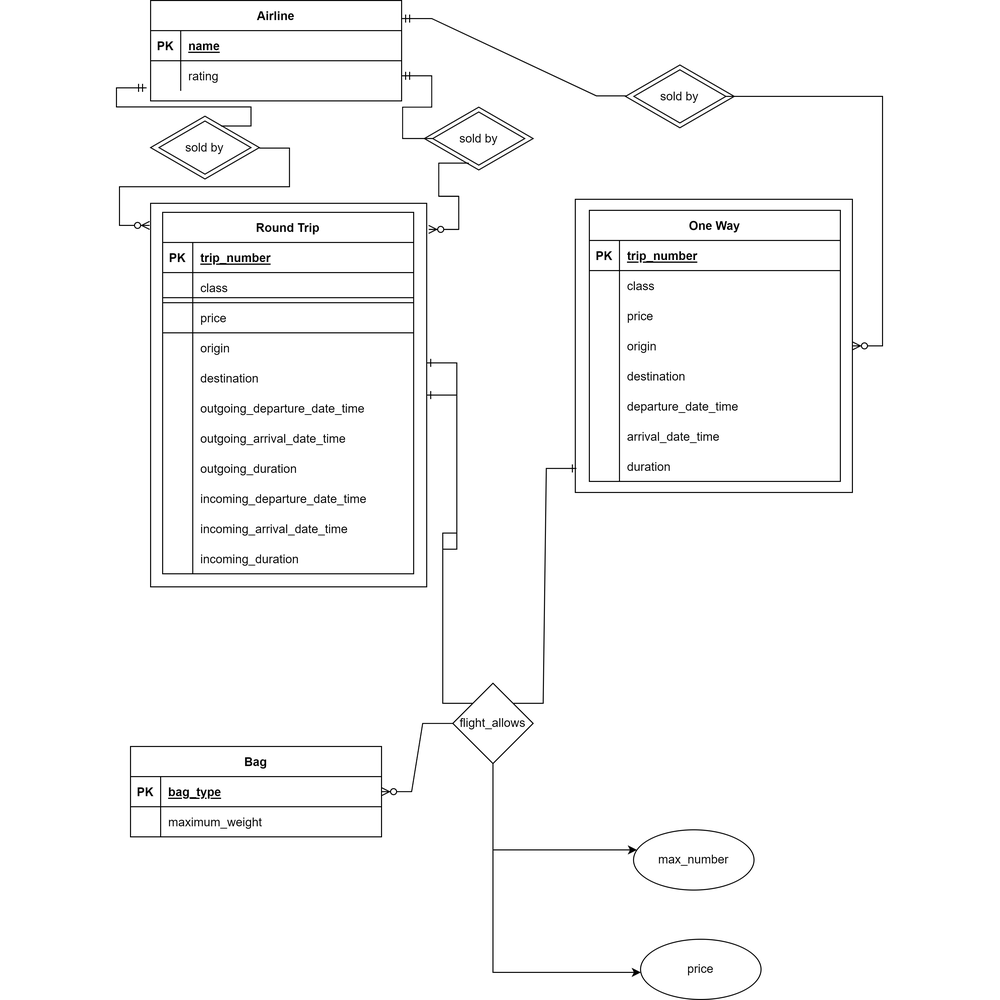 Airline
PK name
rating
sold by
sold by
sold by
Round Trip
PK trip_number
class
price
origin
destination
outgoing_departure_date_time
outgoing_arrival_date_time
outgoing_duration
incoming_departure_date_time
incoming_arrival_date_time
incoming_duration
One Way
PK trip_number
class
price
origin
destination
departure_date_time
arrival_date_time
duration
flight_allows
Bag
PK bag_type
maximum_weight
max_number
price